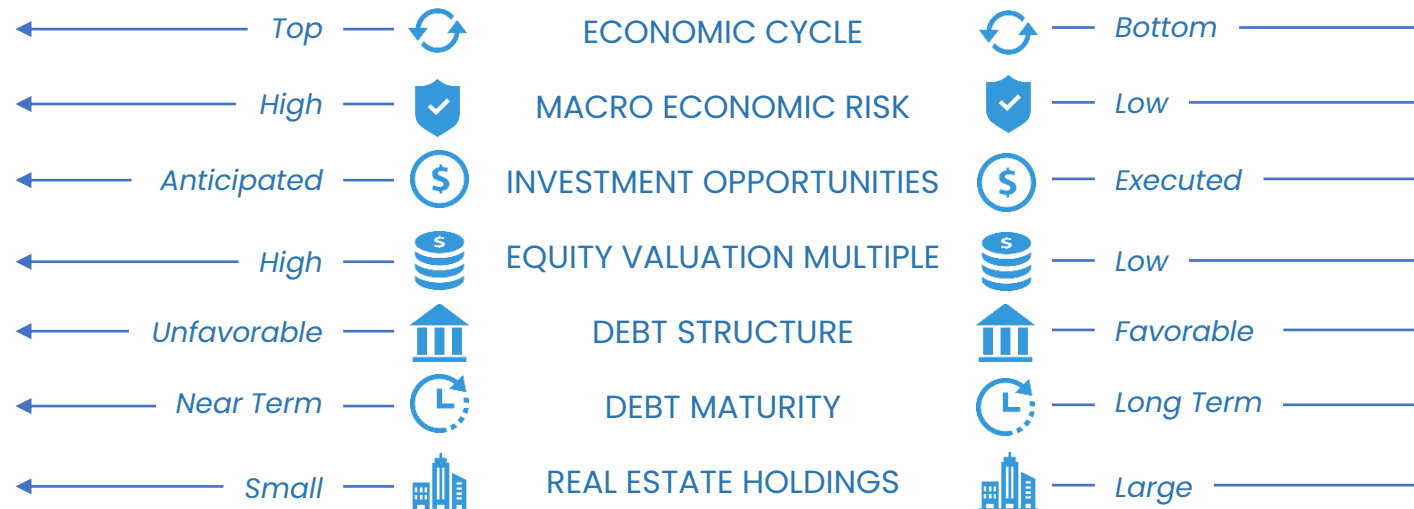 Top ECONOMIC CYCLE Bottom
High MACRO ECONOMIC RISK Low
Anticipated $ INVESTMENT OPPORTUNITIES $ Executed
High $ EQUITY VALUATION MULTIPLE $ Low
Unfavorable DEBT STRUCTURE Favorable
Near Term DEBT MATURITY Long Term
Small REAL ESTATE HOLDINGS Large